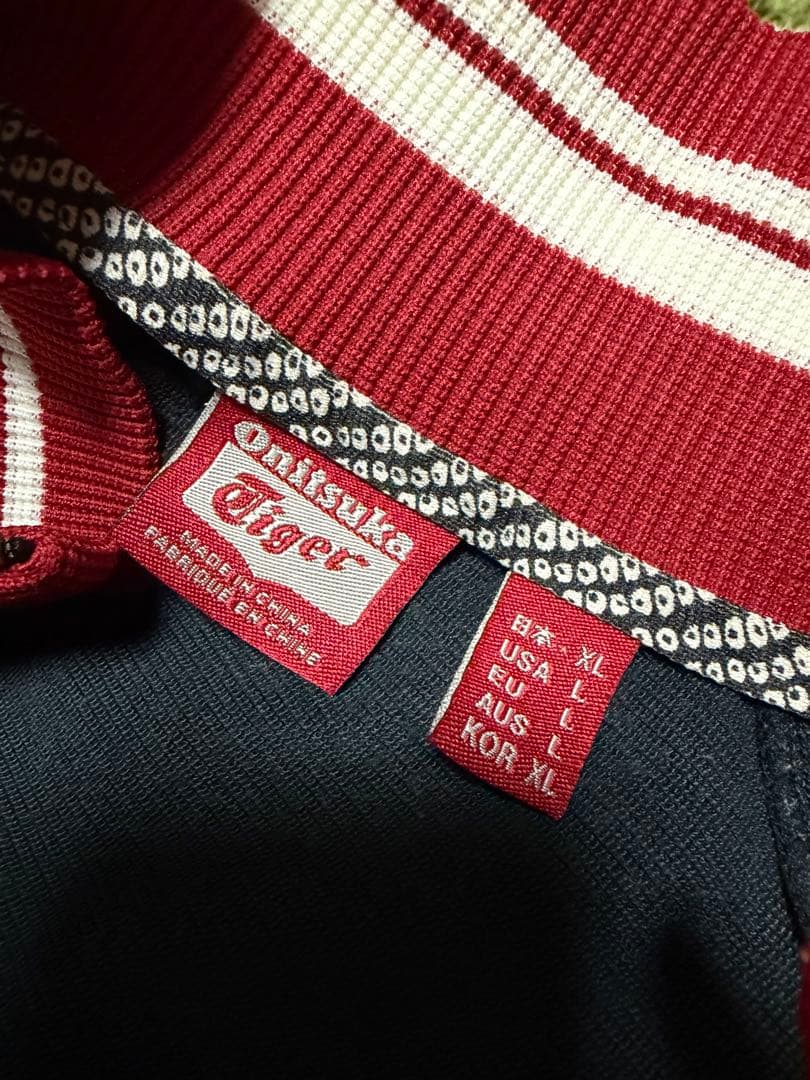 Onitsuka
Tiger
MADE IN CHINA
FABRIQUE EN CHINE
日本 XL
USA L
EU L
AUS L
KOR XL